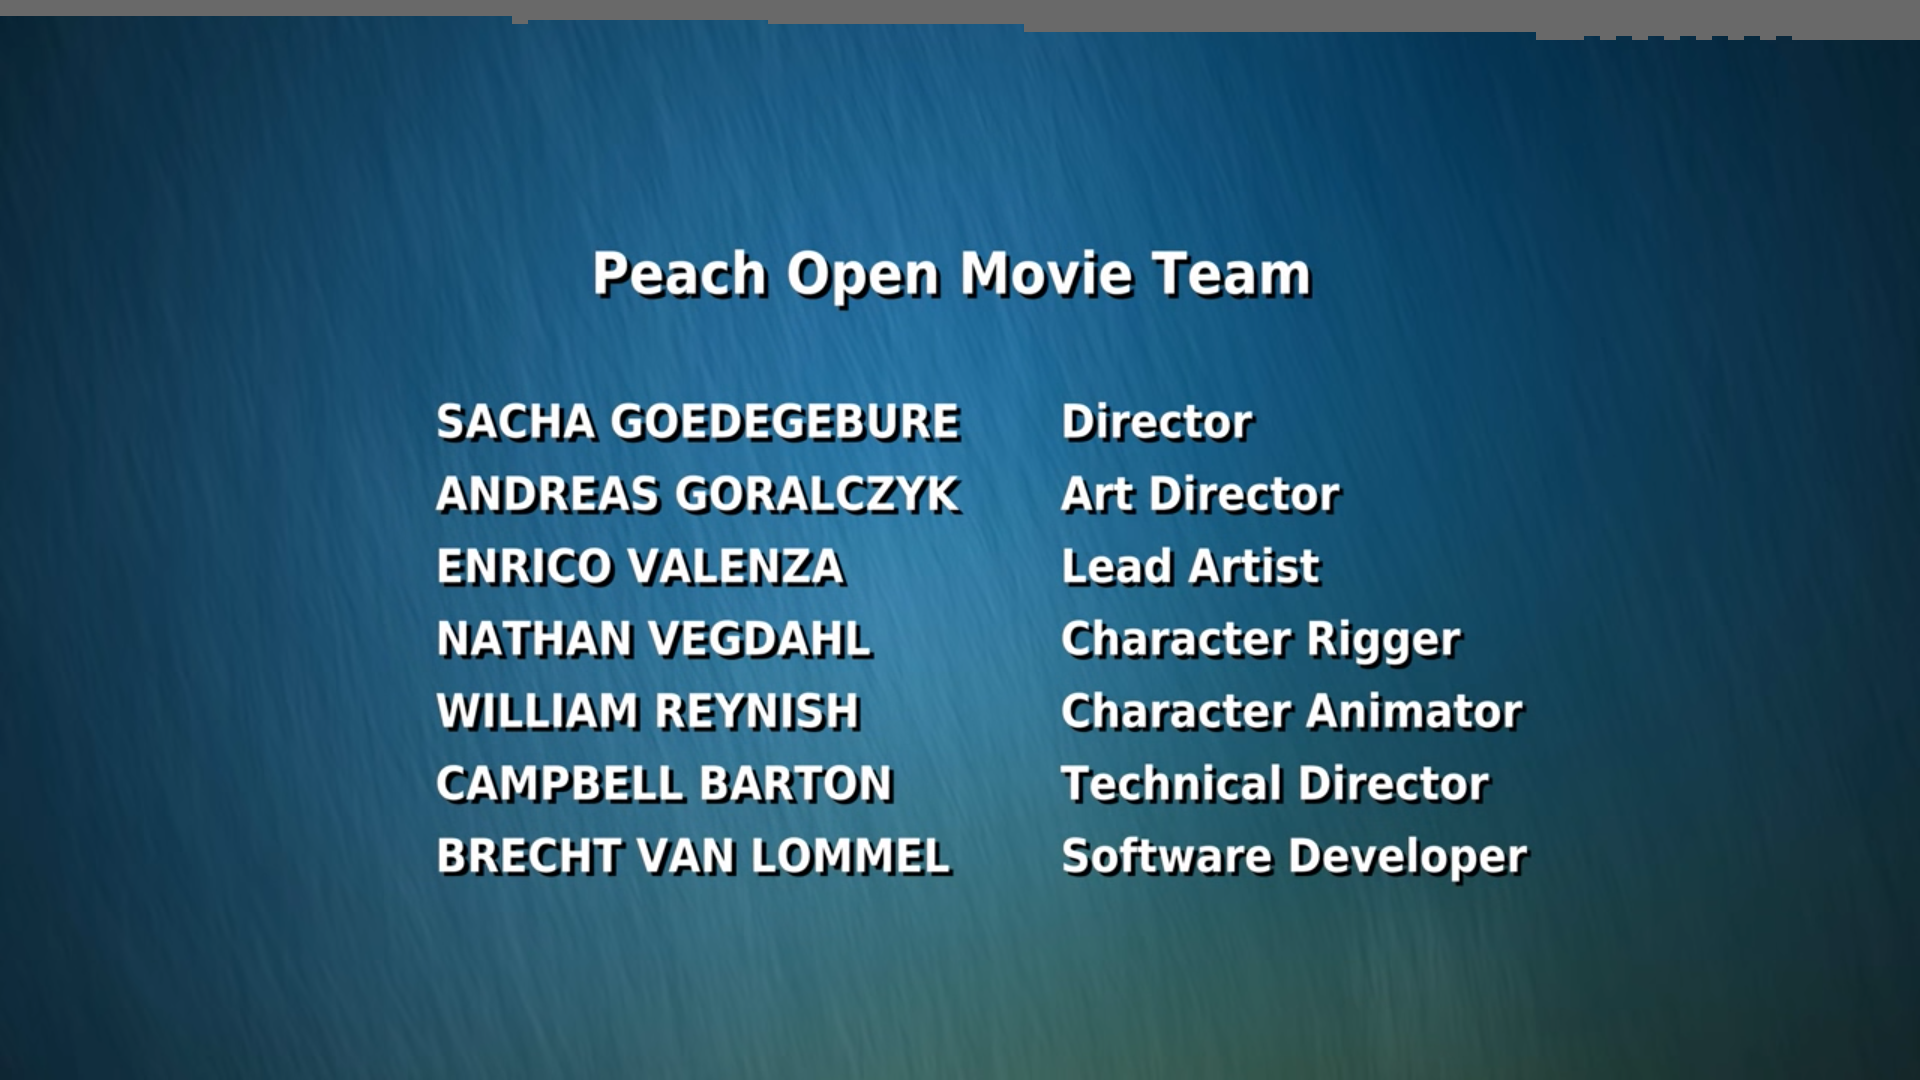 Peach Open Movie Team
SACHA GOEDEGEBURE Director
ANDREAS GORALCZYK Art Director
ENRICO VALENZA Lead Artist
NATHAN VEGDAHL Character Rigger
WILLIAM REYNISH Character Animator
CAMPBELL BARTON Technical Director
BRECHT VAN LOMMEL Software Developer